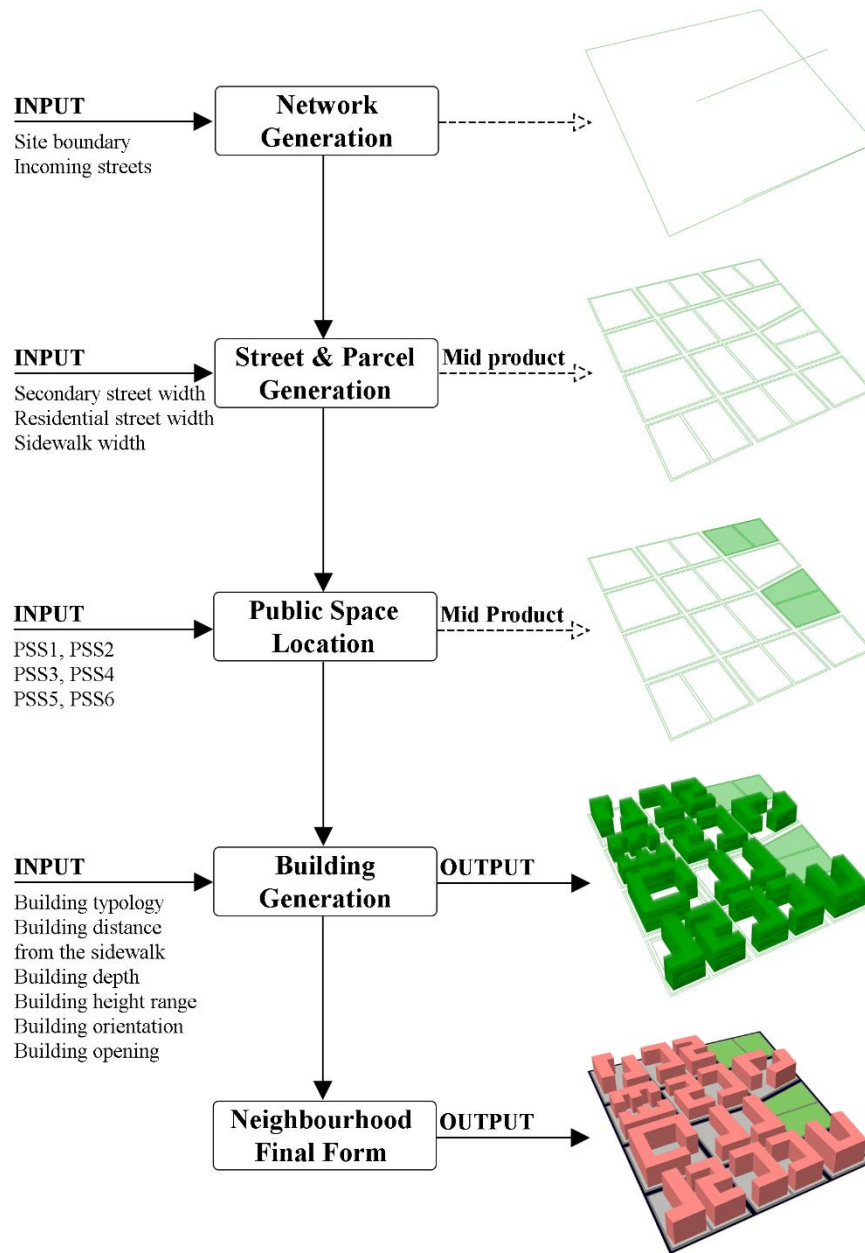 INPUT
Site boundary
Incoming streets
Network
Generation
INPUT
Secondary street width
Residential street width
Sidewalk width
Street & Parcel
Generation
Mid product
INPUT
PSS1, PSS2
PSS3, PSS4
PSS5, PSS6
Public Space
Location
Mid Product
INPUT
Building typology
Building distance
from the sidewalk
Building depth
Building height range
Building orientation
Building opening
Building
Generation
OUTPUT
Neighbourhood
Final Form
OUTPUT